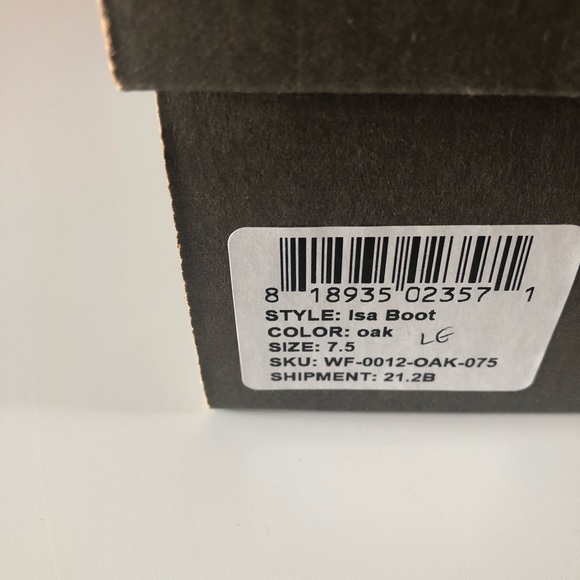 8 18935 02357 1
STYLE: Isa Boot
COLOR: oak
LG
SIZE: 7.5
SKU: WF-0012-OAK-075
SHIPMENT: 21.2B